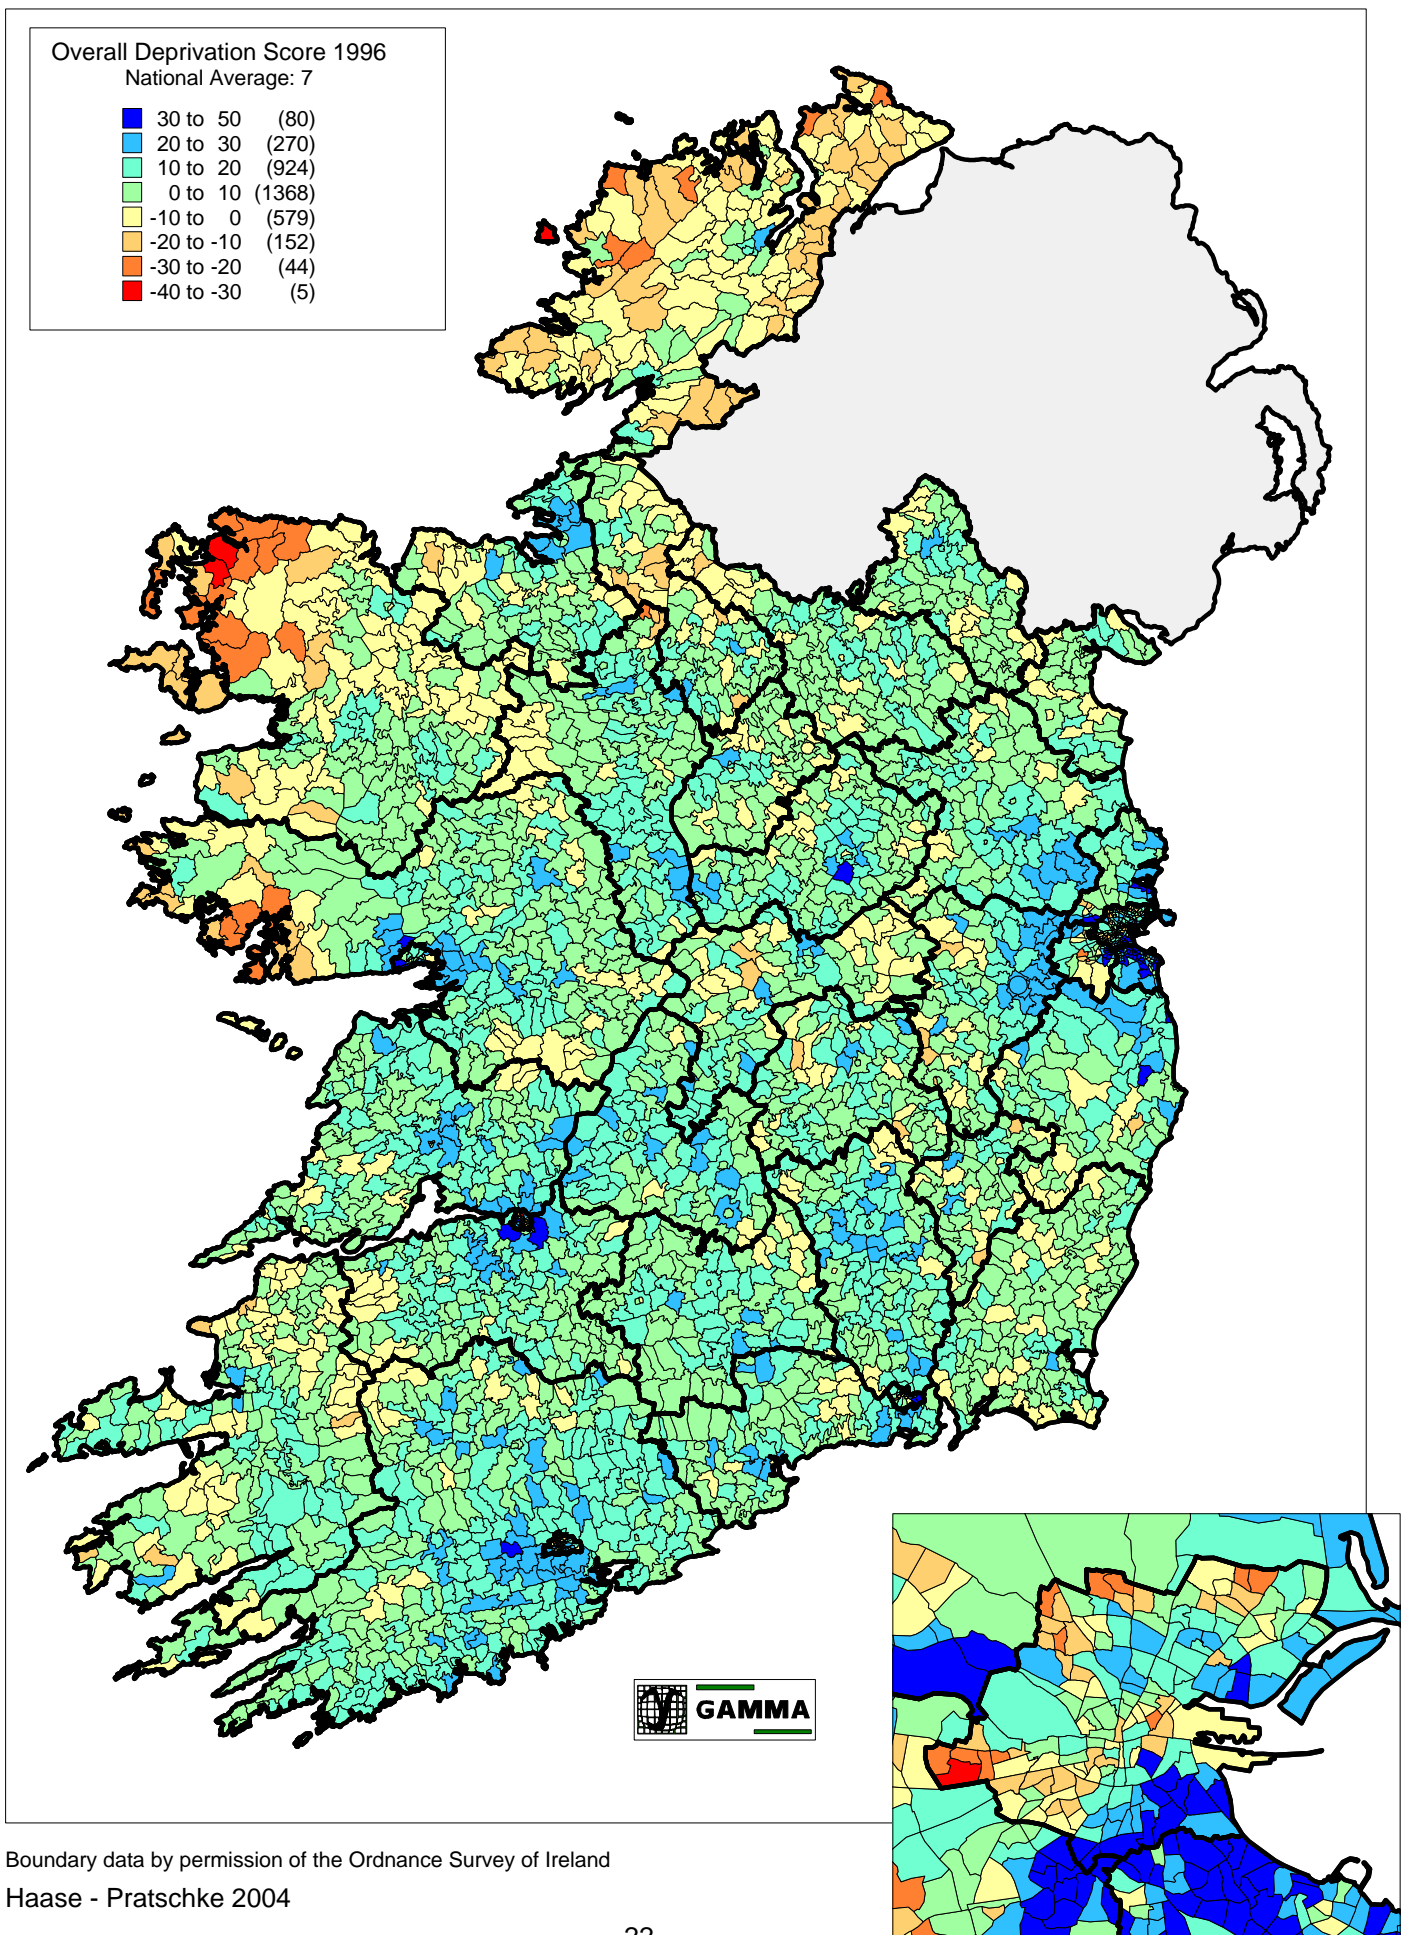 Overall Deprivation Score 1996
National Average: 7
30 to 50 (80)
20 to 30 (270)
10 to 20 (924)
0 to 10 (1368)
-10 to 0 (579)
-20 to -10 (152)
-30 to -20 (44)
-40 to -30 (5)
GAMMA
Boundary data by permission of the Ordnance Survey of Ireland
Haase - Pratschke 2004